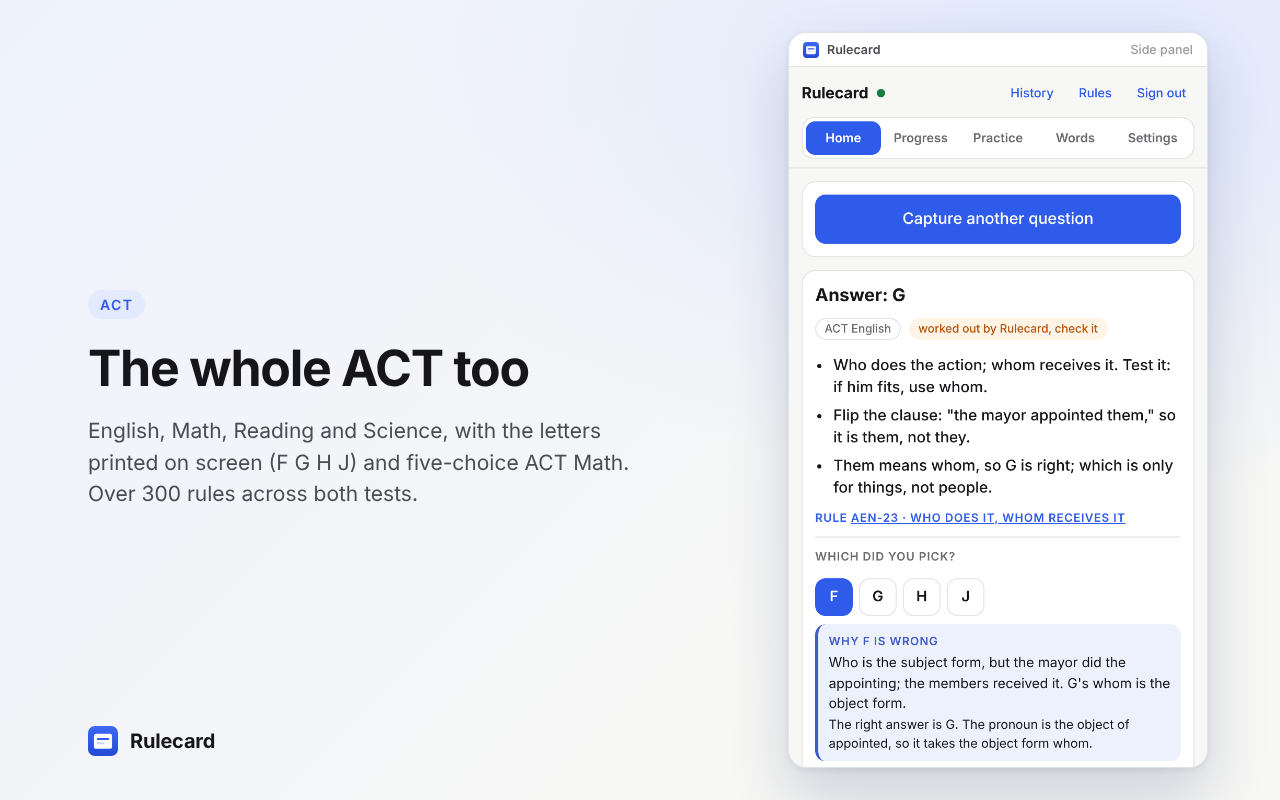 ACT
The whole ACT too
English, Math, Reading and Science, with the letters
printed on screen (F G H J) and five-choice ACT Math.
Over 300 rules across both tests.
Rulecard
Rulecard
Side panel
Rulecard
History
Rules
Sign out
Home
Progress
Practice
Words
Settings
Capture another question
Answer: G
ACT English
worked out by Rulecard, check it
• Who does the action; whom receives it. Test it:
if him fits, use whom.
• Flip the clause: "the mayor appointed them," so
it is them, not they.
• Them means whom, so G is right; which is only
for things, not people.
RULE AEN-23 · WHO DOES IT, WHOM RECEIVES IT
WHICH DID YOU PICK?
F
G
H
J
WHY F IS WRONG
Who is the subject form, but the mayor did the
appointing; the members received it. G's whom is the
object form.
The right answer is G. The pronoun is the object of
appointed, so it takes the object form whom.